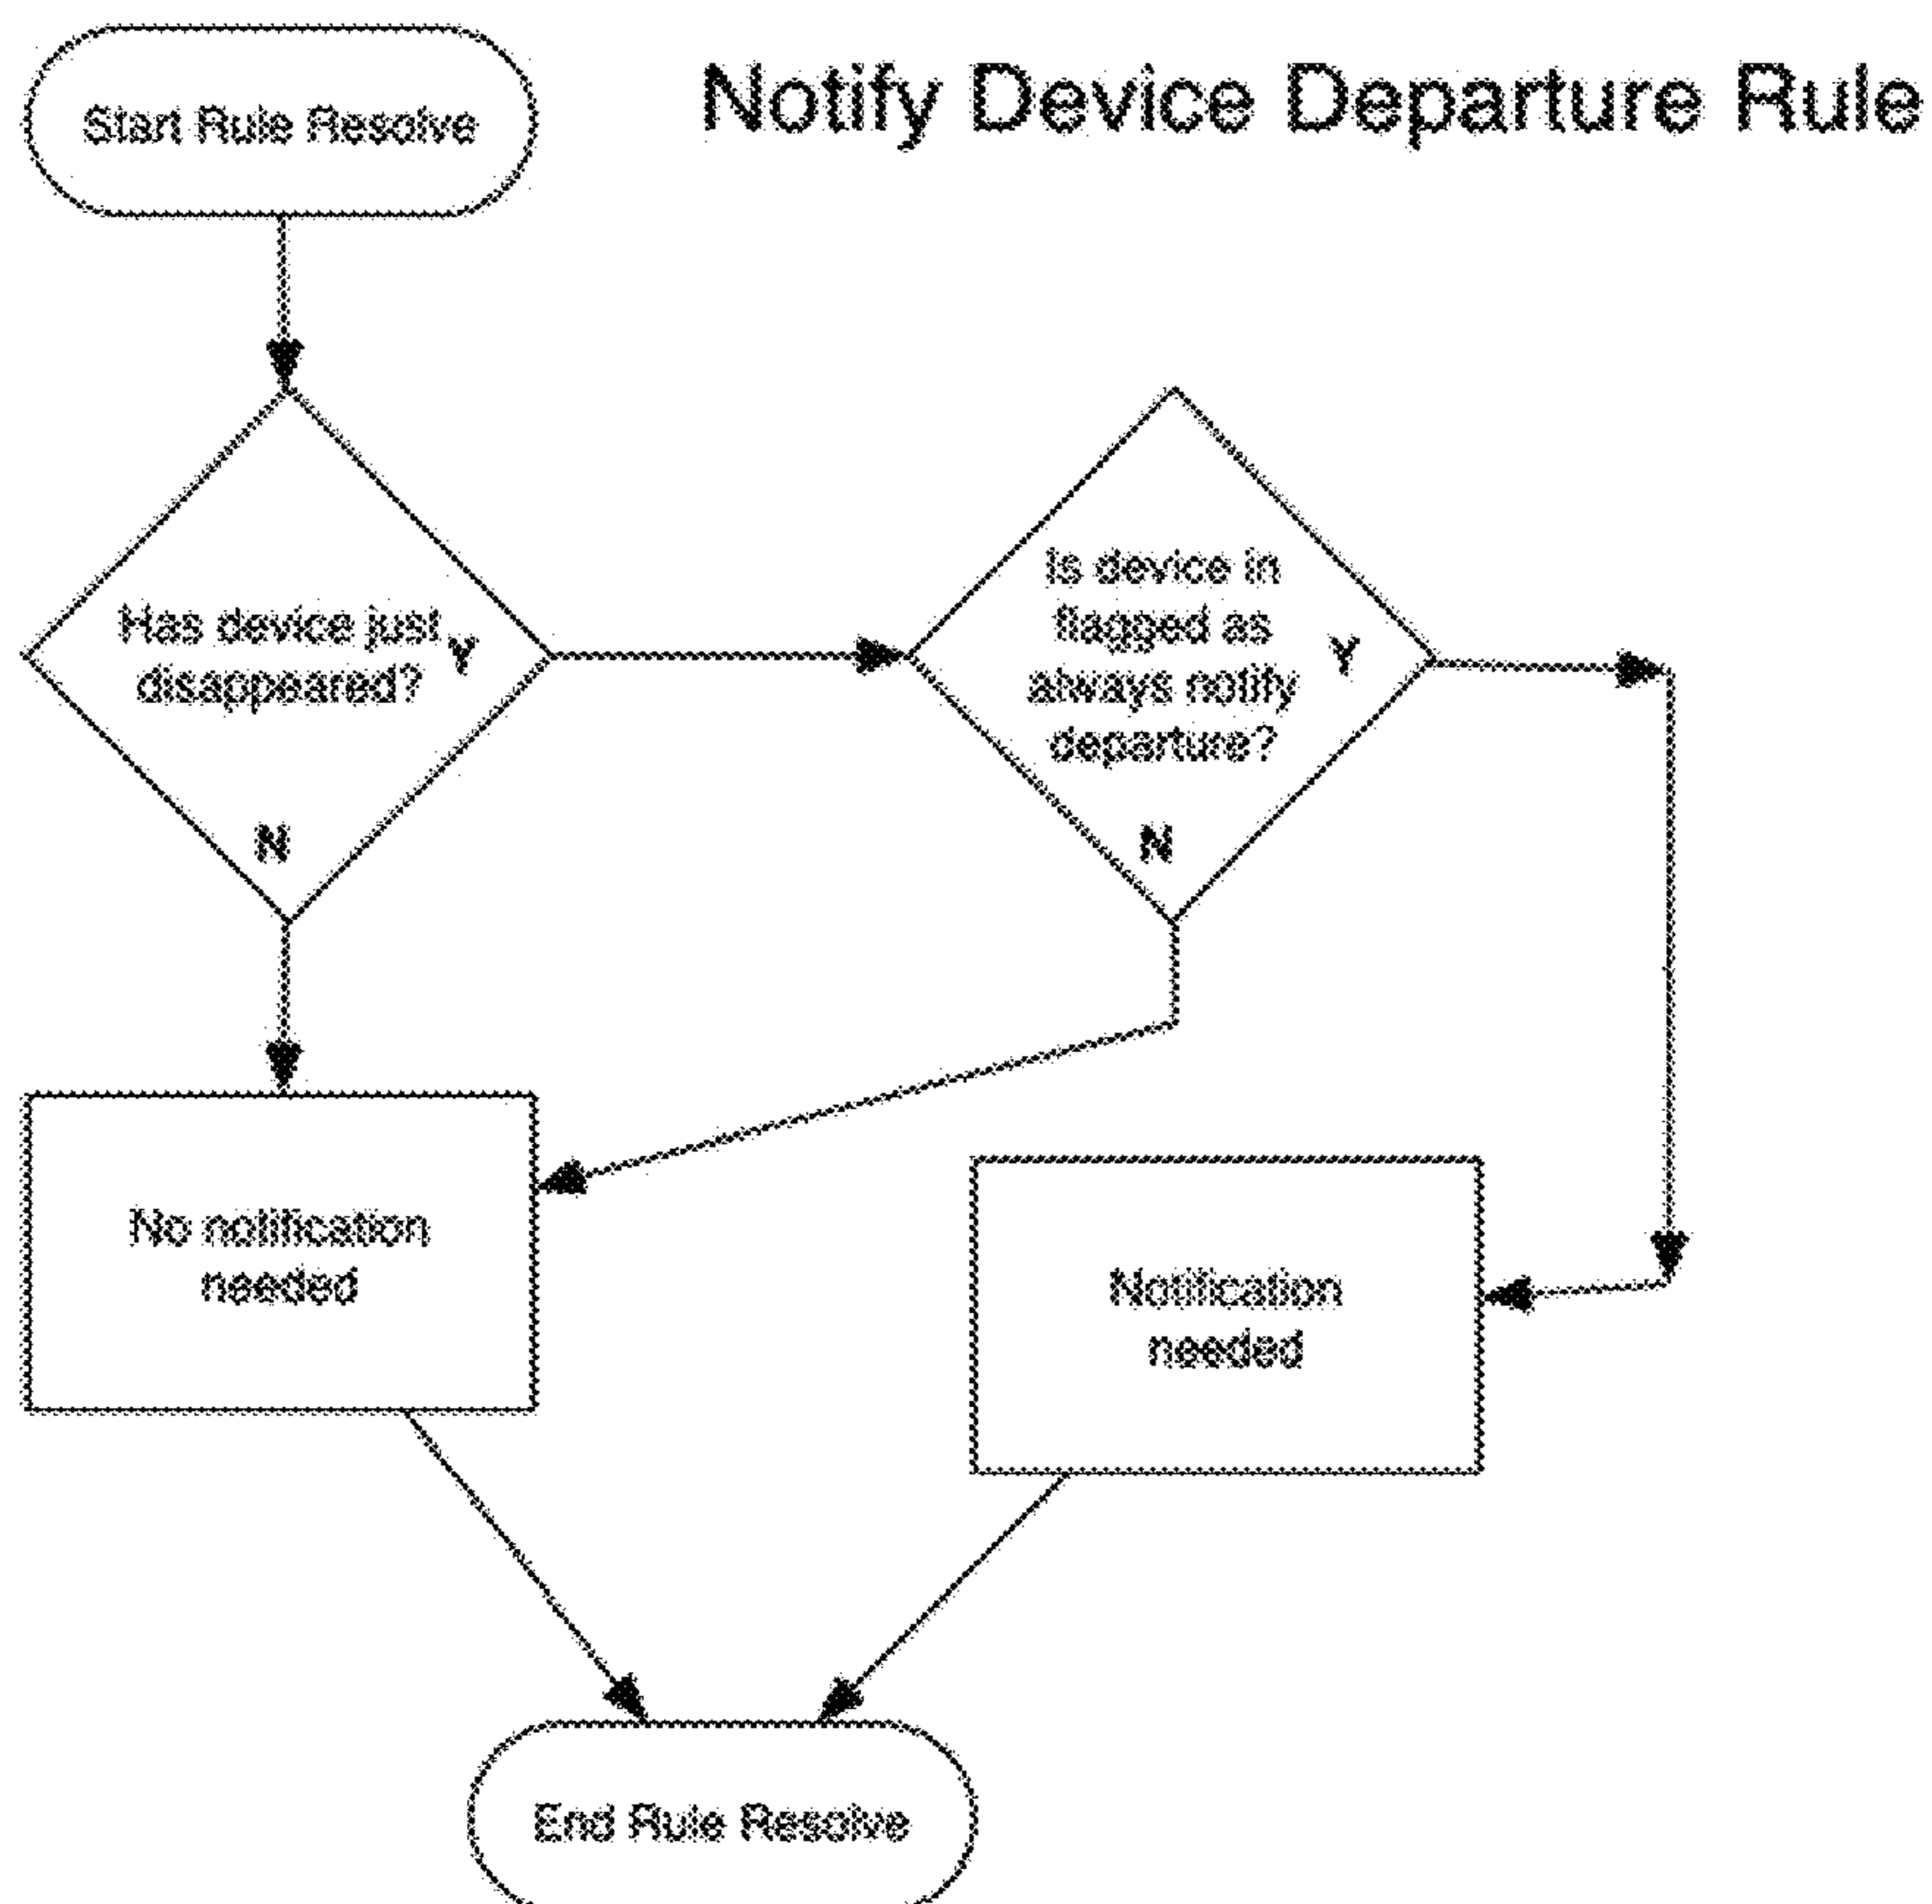 Start Rule Resolve
Notify Device Departure Rule
Has device just
disappeared?
Y
N
Is device in
flagged as
always notify
departure?
Y
N
No notification
needed
Notification
needed
End Rule Resolve